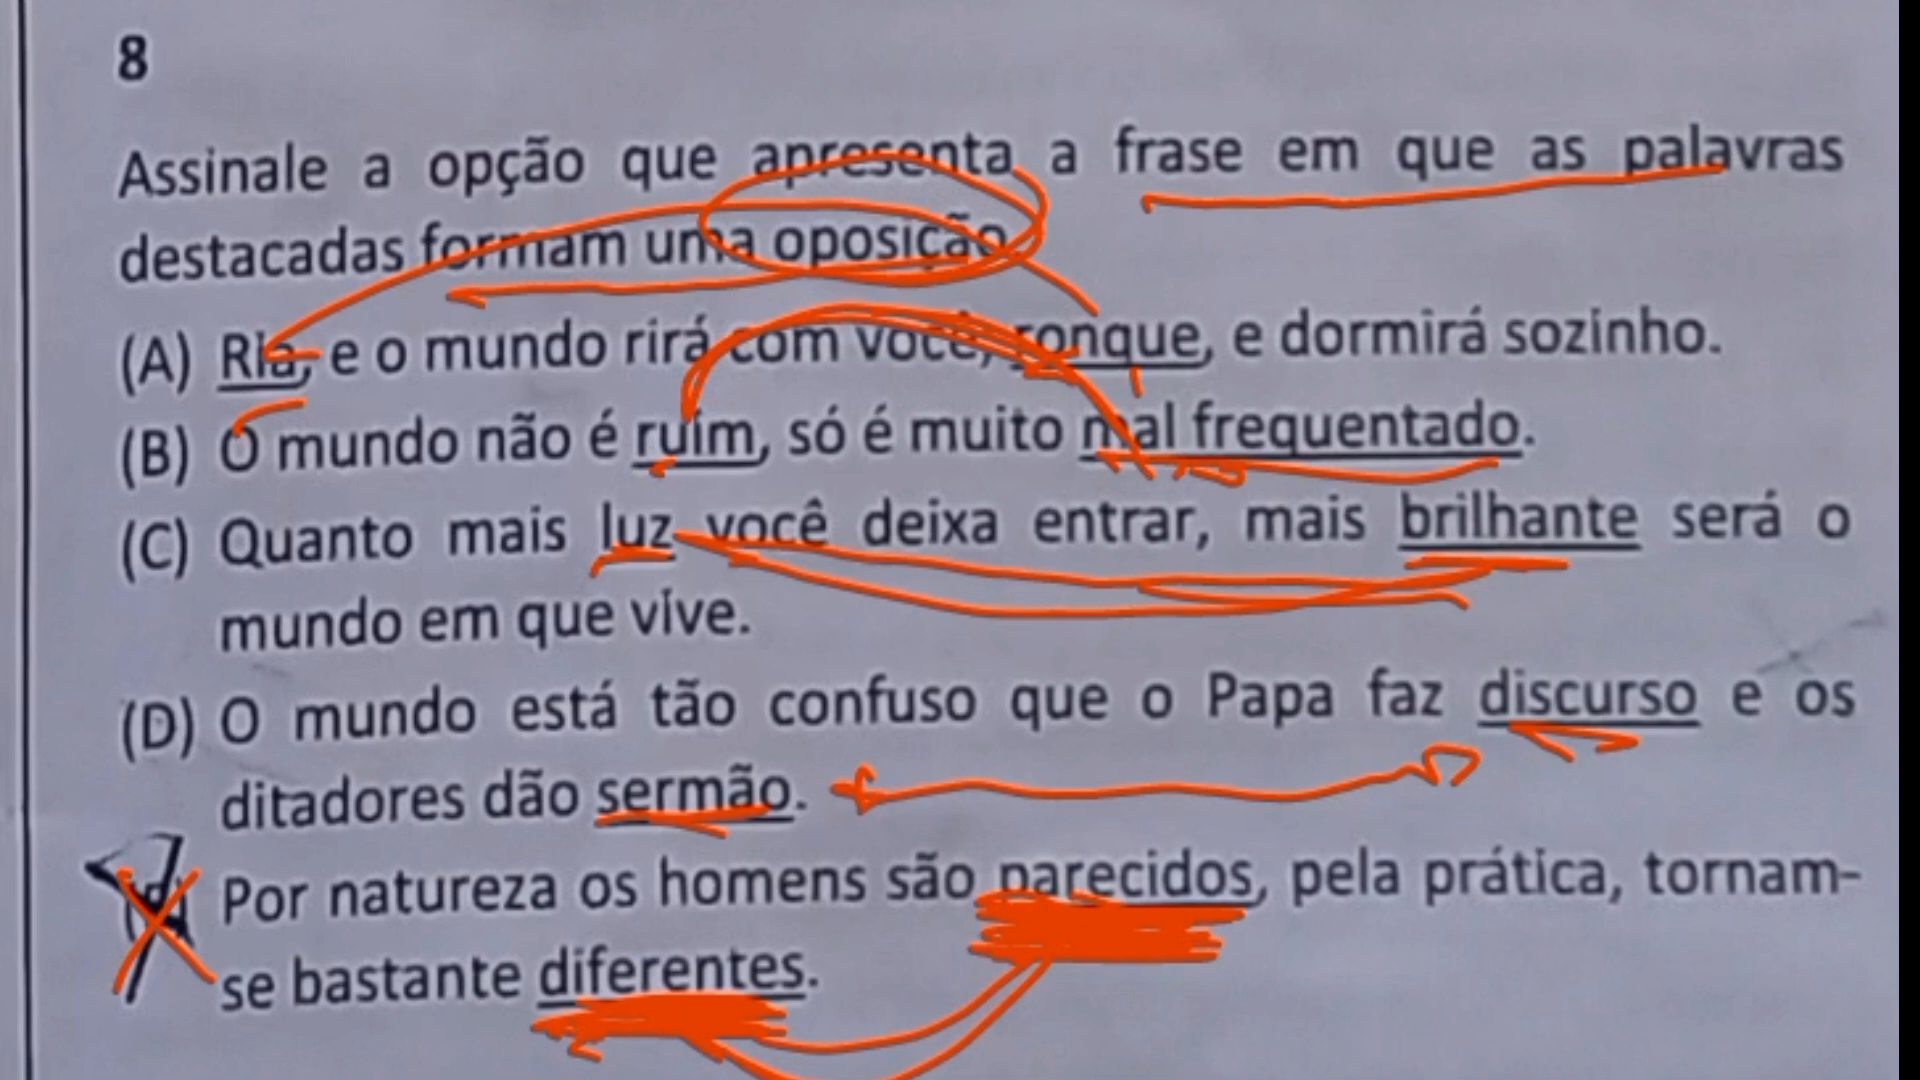 8
Assinale a opção que apresenta a frase em que as palavras
destacadas formam uma oposição.
(A) Ria, e o mundo rirá com você, ronque, e dormirá sozinho.
(B) O mundo não é ruim, só é muito mal frequentado.
(C) Quanto mais luz você deixa entrar, mais brilhante será o
mundo em que vive.
(D) O mundo está tão confuso que o Papa faz discurso e os
ditadores dão sermão.
Por natureza os homens são parecidos, pela prática, tornam-
se bastante diferentes.